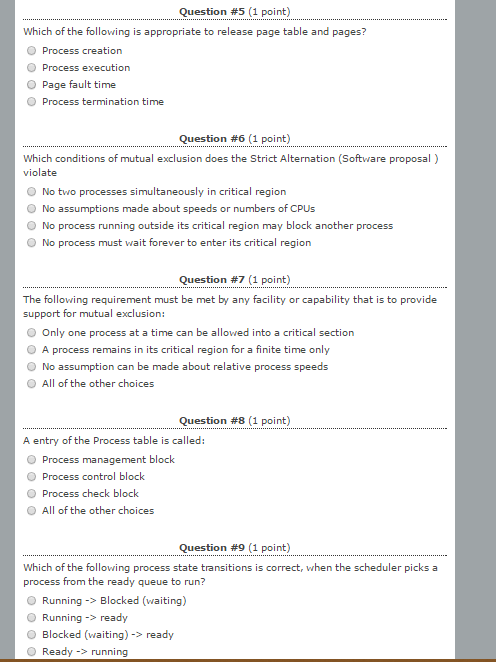 Question #5 (1 point)
Which of the following is appropriate to release page table and pages?
Process creation
Process execution
Page fault time
Process termination time
Question #6 (1 point)
Which conditions of mutual exclusion does the Strict Alternation (Software proposal )
violate
No two processes simultaneously in critical region
No assumptions made about speeds or numbers of CPUs
No process running outside its critical region may block another process
No process must wait forever to enter its critical region
Question #7 (1 point)
The following requirement must be met by any facility or capability that is to provide
support for mutual exclusion:
Only one process at a time can be allowed into a critical section
A process remains in its critical region for a finite time only
No assumption can be made about relative process speeds
All of the other choices
Question #8 (1 point)
A entry of the Process table is called:
Process management block
Process control block
Process check block
All of the other choices
Question #9 (1 point)
Which of the following process state transitions is correct, when the scheduler picks a
process from the ready queue to run?
Running -> Blocked (waiting)
Running -> ready
Blocked (waiting) -> ready
Ready -> running